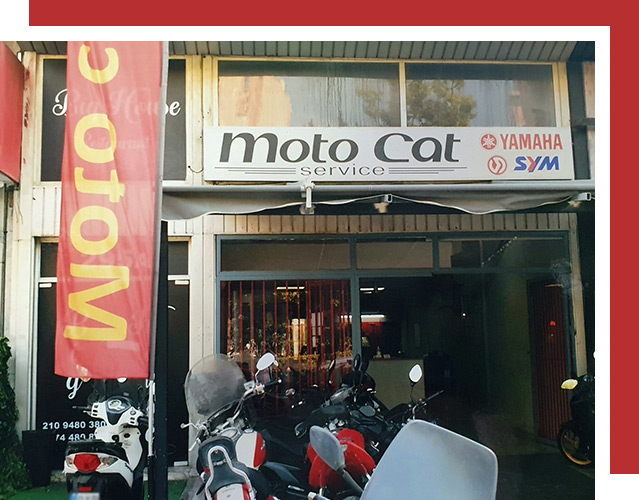 Moto C
Moto Cat
service
YAMAHA
SYM
210 9480 380